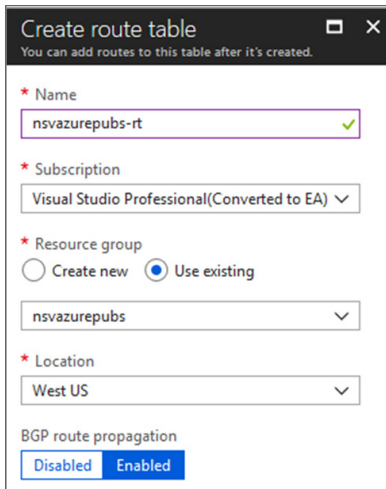 Create route table
You can add routes to this table after it's created.
* Name
nsvazurepubs-rt
* Subscription
Visual Studio Professional(Converted to EA)
* Resource group
Create new Use existing
nsvazurepubs
* Location
West US
BGP route propagation
Disabled Enabled